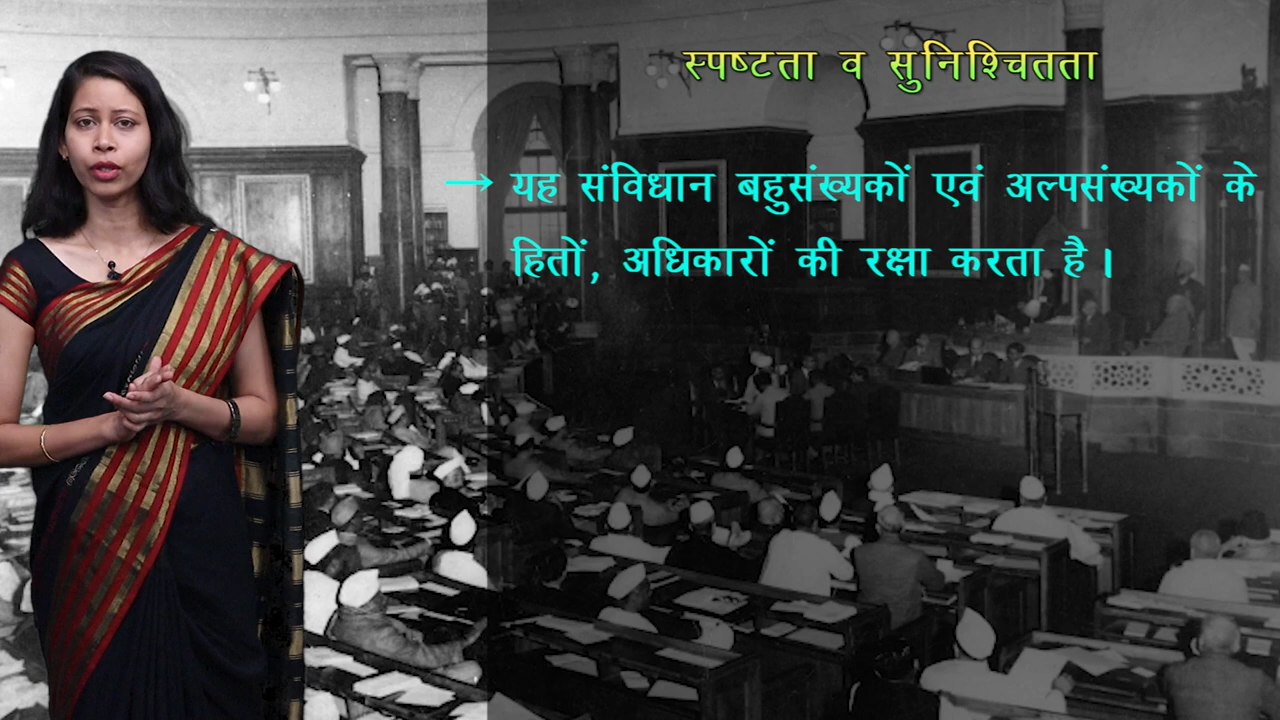 स्पष्टता व सुनिश्चितता
→ यह संविधान बहुसंख्यकों एवं अल्पसंख्यकों के
हितों, अधिकारों की रक्षा करता है।